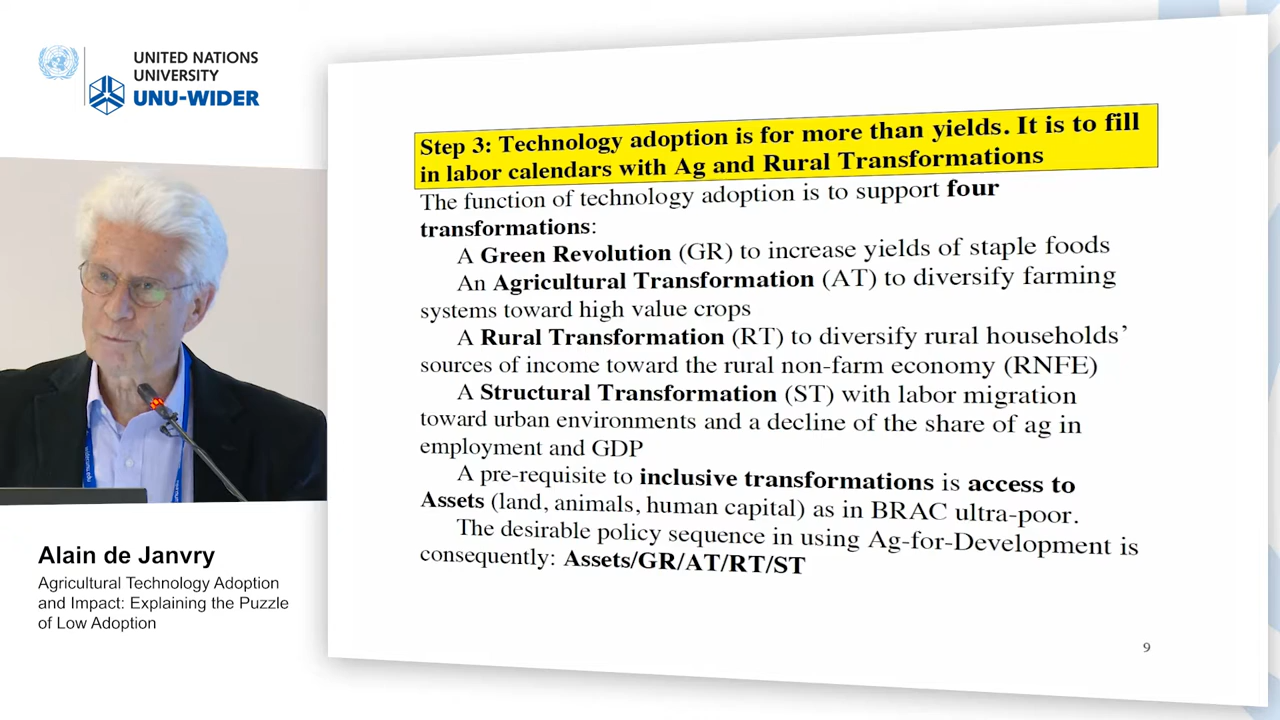 UNITED NATIONS
UNIVERSITY
UNU-WIDER
Step 3: Technology adoption is for more than yields. It is to fill
in labor calendars with Ag and Rural Transformations
The function of technology adoption is to support four
transformations:
A Green Revolution (GR) to increase yields of staple foods
An Agricultural Transformation (AT) to diversify farming
systems toward high value crops
A Rural Transformation (RT) to diversify rural households’
sources of income toward the rural non-farm economy (RNFE)
A Structural Transformation (ST) with labor migration
toward urban environments and a decline of the share of ag in
employment and GDP
A pre-requisite to inclusive transformations is access to
Assets (land, animals, human capital) as in BRAC ultra-poor.
The desirable policy sequence in using Ag-for-Development is
consequently: Assets/GR/AT/RT/ST
9
Alain de Janvry
Agricultural Technology Adoption
and Impact: Explaining the Puzzle
of Low Adoption